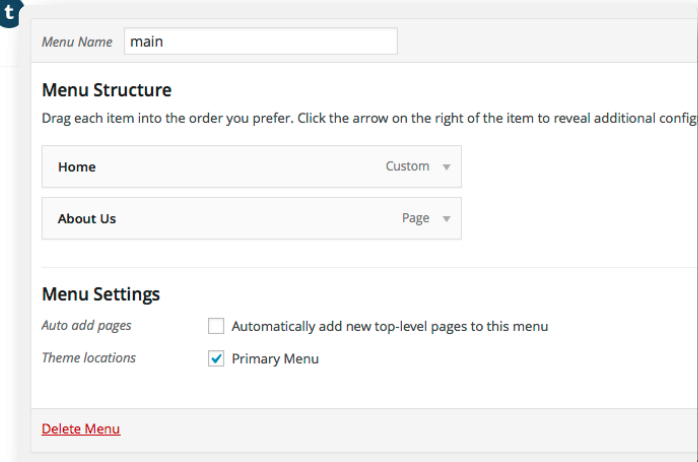 t
Menu Name main
Menu Structure
Drag each item into the order you prefer. Click the arrow on the right of the item to reveal additional config
Home Custom
About Us Page
Menu Settings
Auto add pages Automatically add new top-level pages to this menu
Theme locations Primary Menu
Delete Menu